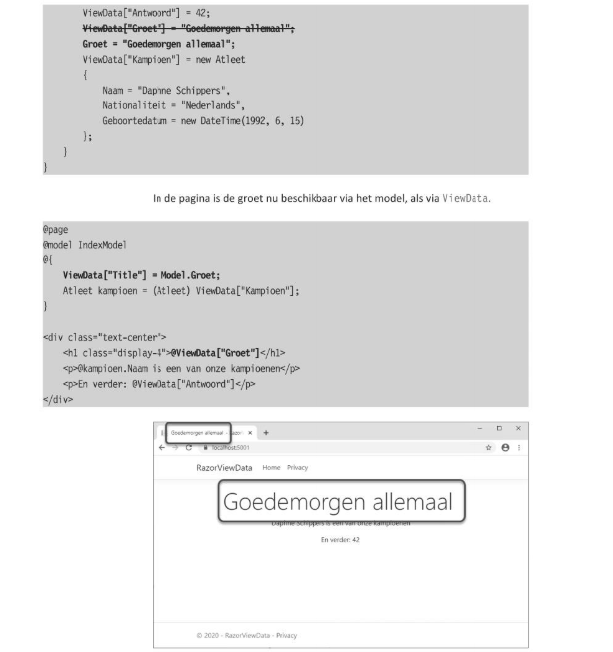 ViewData["Antwoord"] = 42;
ViewData["Groet"] = "Goedemorgen allemaal";
Groet = "Goedemorgen allemaal";
ViewData["Kampioen"] = new Atleet
{
Naam = "Daphne Schippers",
Nationaliteit = "Nederlands",
Geboortedatum = new DateTime(1992, 6, 15)
};
}
}
In de pagina is de groet nu beschikbaar via het model, als via ViewData.
@page
@model IndexModel
@{
ViewData["Title"] = Model.Groet;
Atleet kampioen = (Atleet) ViewData["Kampioen"];
}
<div class="text-center">
<h1 class="display-4">@ViewData["Groet"]</h1>
<p>@kampioen.Naam is een van onze kampioenen</p>
<p>En verder: @ViewData["Antwoord"]</p>
</div>
Goedemorgen allemaal -
localhost:5001
RazorViewData Home Privacy
Goedemorgen allemaal
Daphne Schippers is een van onze kampioenen
En verder: 42
© 2020 - RazorViewData - Privacy